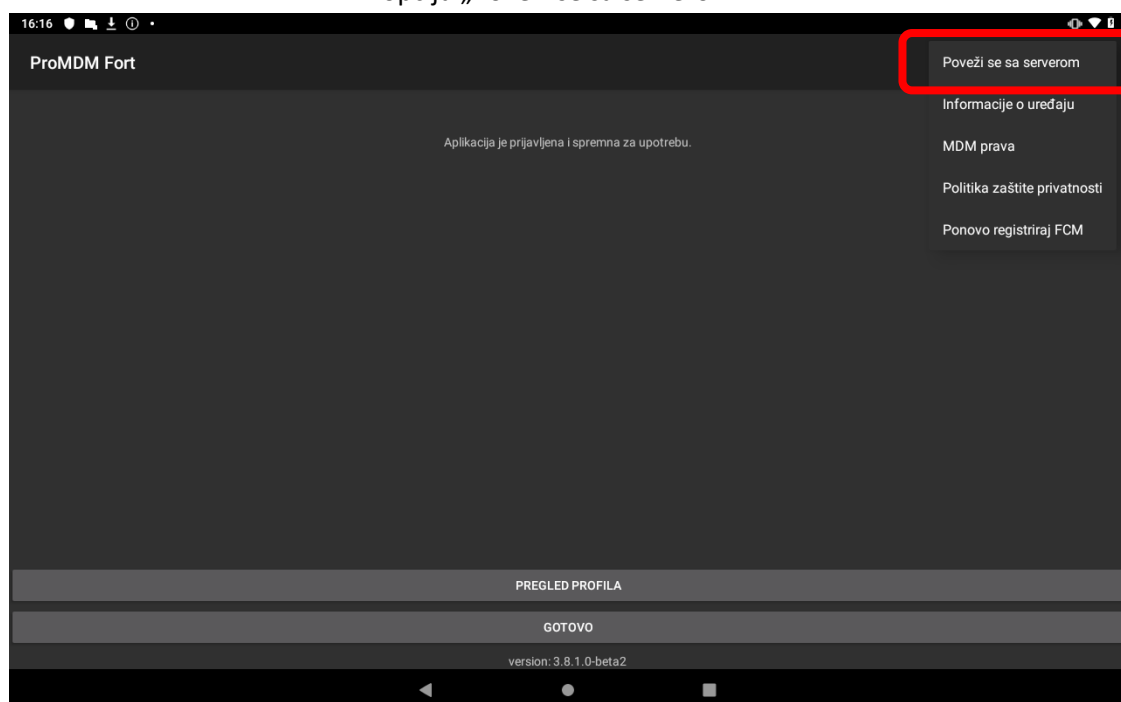 16:16
ProMDM Fort
Poveži se sa serverom
Informacije o uređaju
Aplikacija je prijavljena i spremna za upotrebu.
MDM prava
Politika zaštite privatnosti
Ponovo registriraj FCM
PREGLED PROFILA
GOTOVO
version: 3.8.1.0-beta2